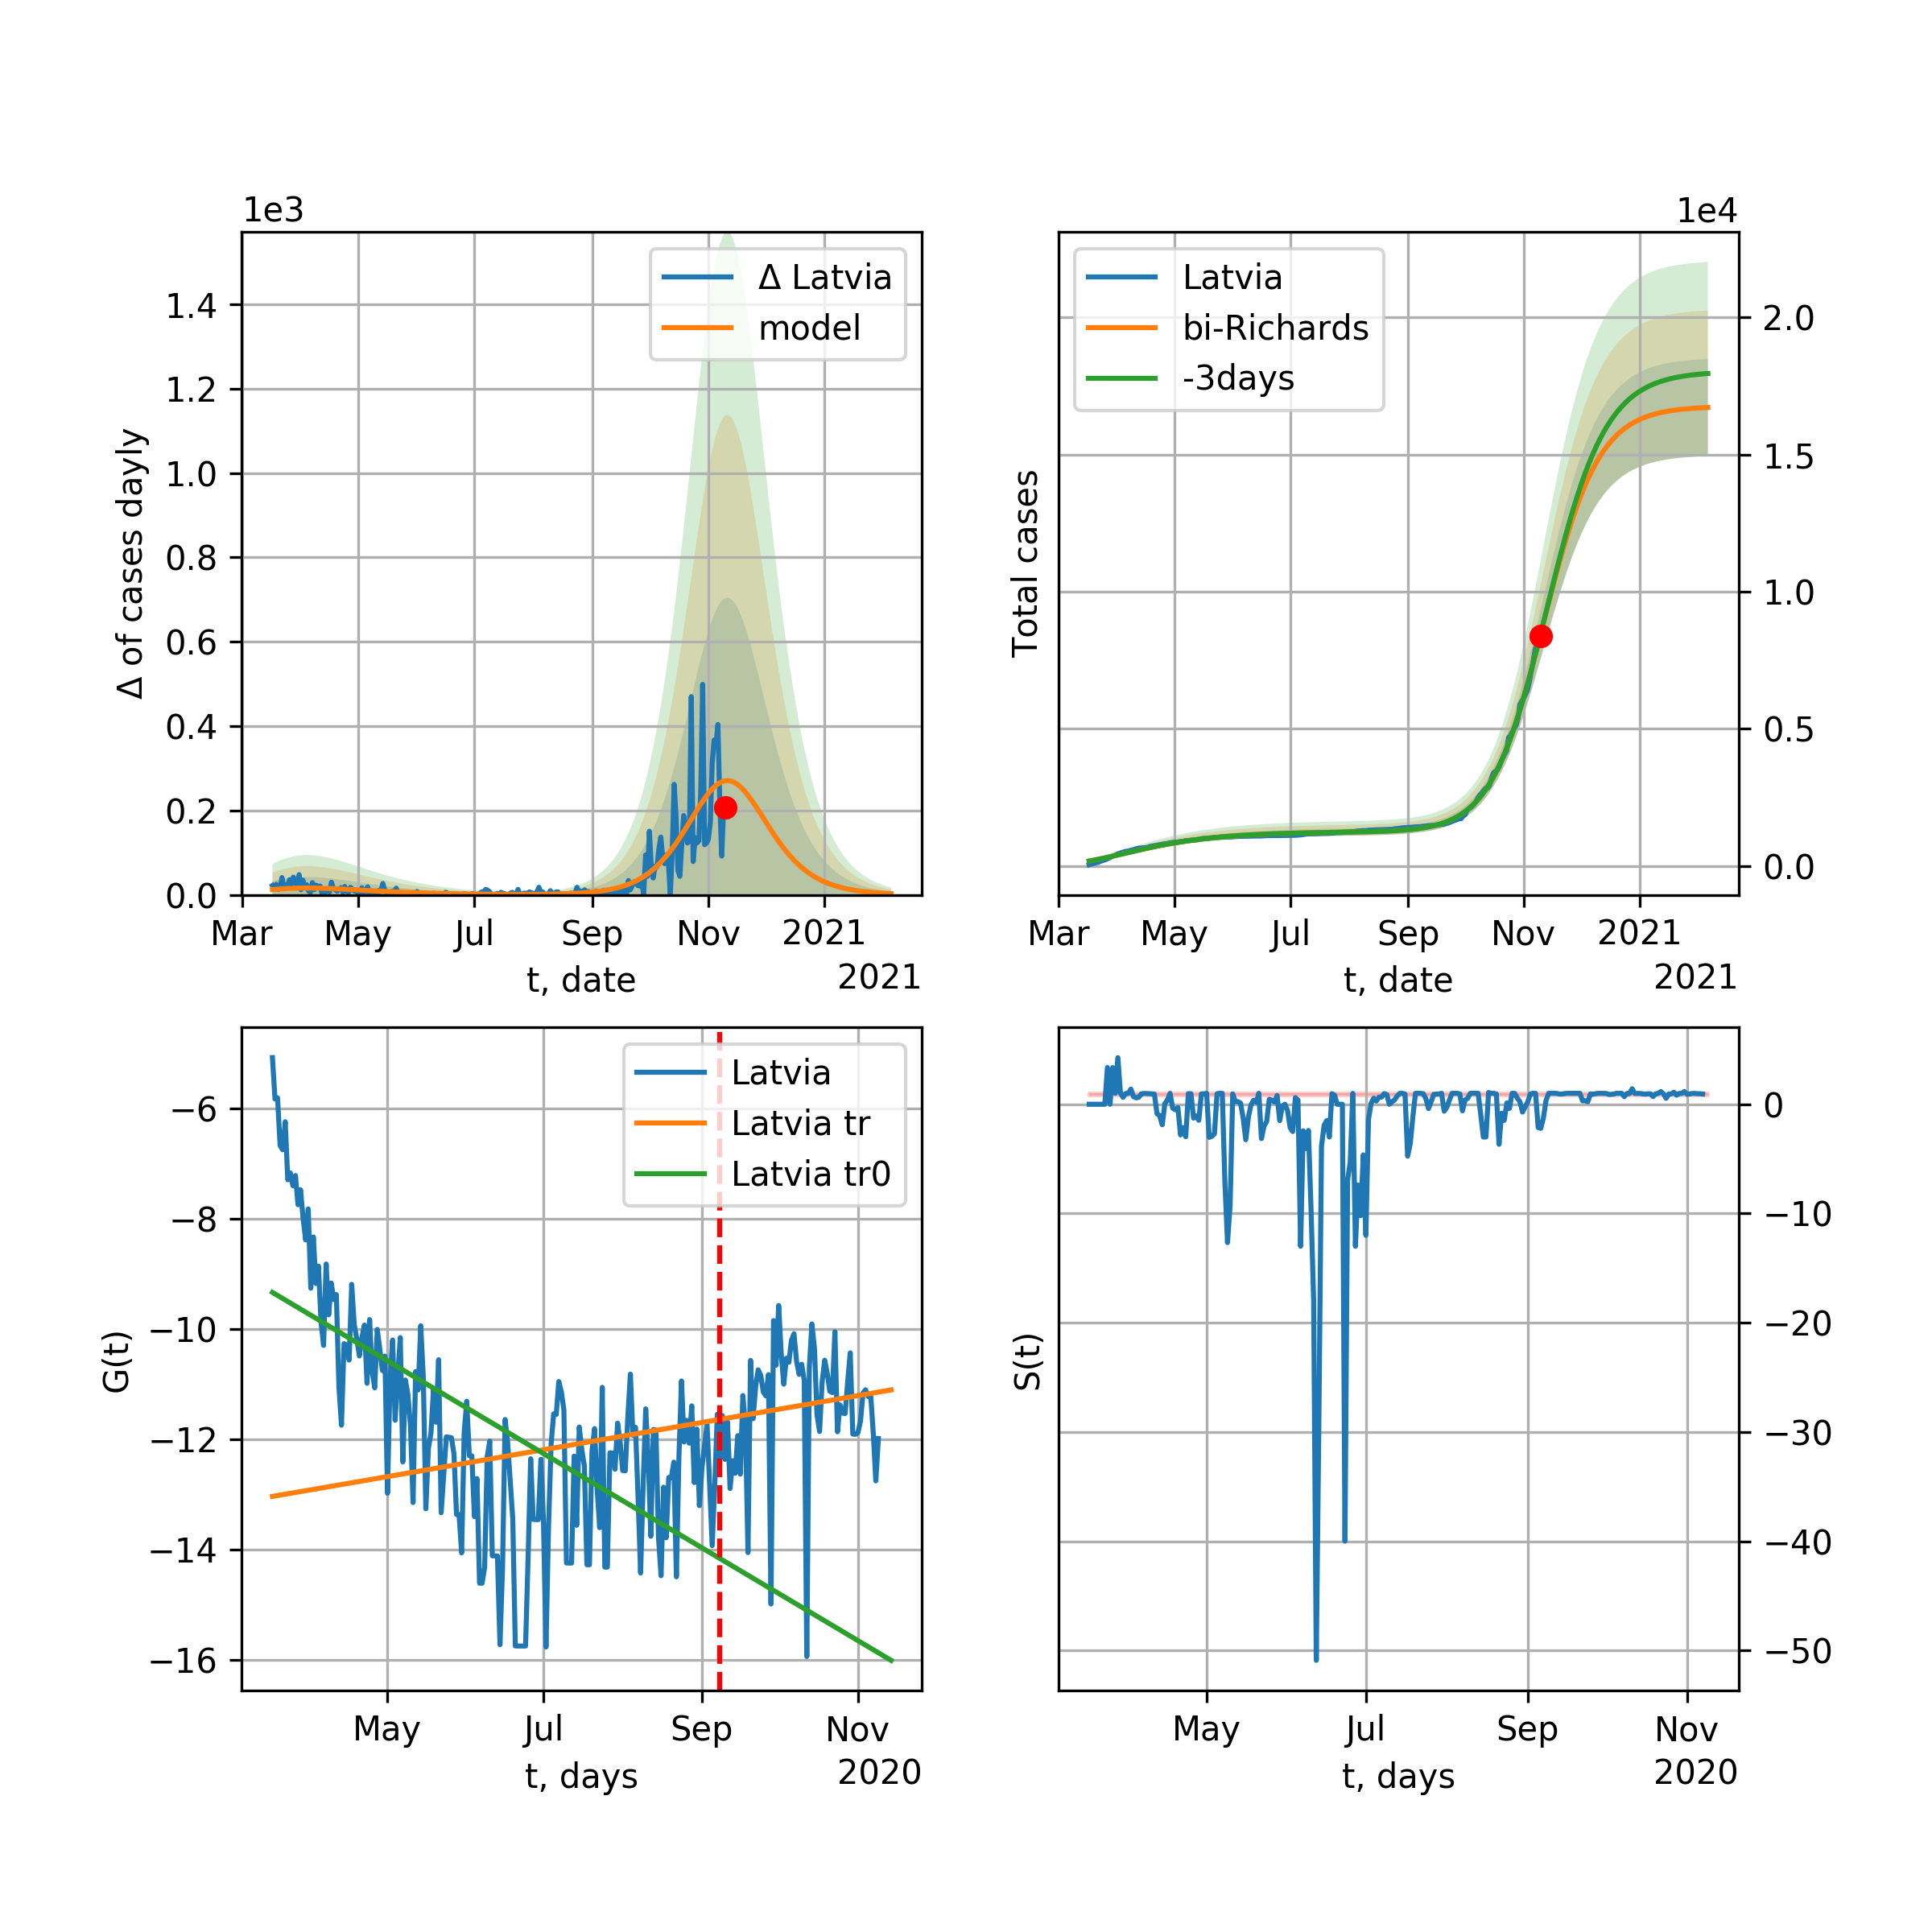 1e3
Δ Latvia
model
1.4
1.2
1.0
0.8
0.6
0.4
0.2
0.0
Δ of cases dayly
Mar May Jul Sep Nov 2021
t, date
2021
1e4
Latvia
bi-Richards
-3days
2.0
1.5
1.0
0.5
0.0
Total cases
Mar May Jul Sep Nov 2021
t, date
2021
Latvia
Latvia tr
Latvia tr0
−6
−8
−10
−12
−14
−16
G(t)
May Jul Sep Nov
t, days
2020
0
−10
−20
−30
−40
−50
S(t)
May Jul Sep Nov
t, days
2020